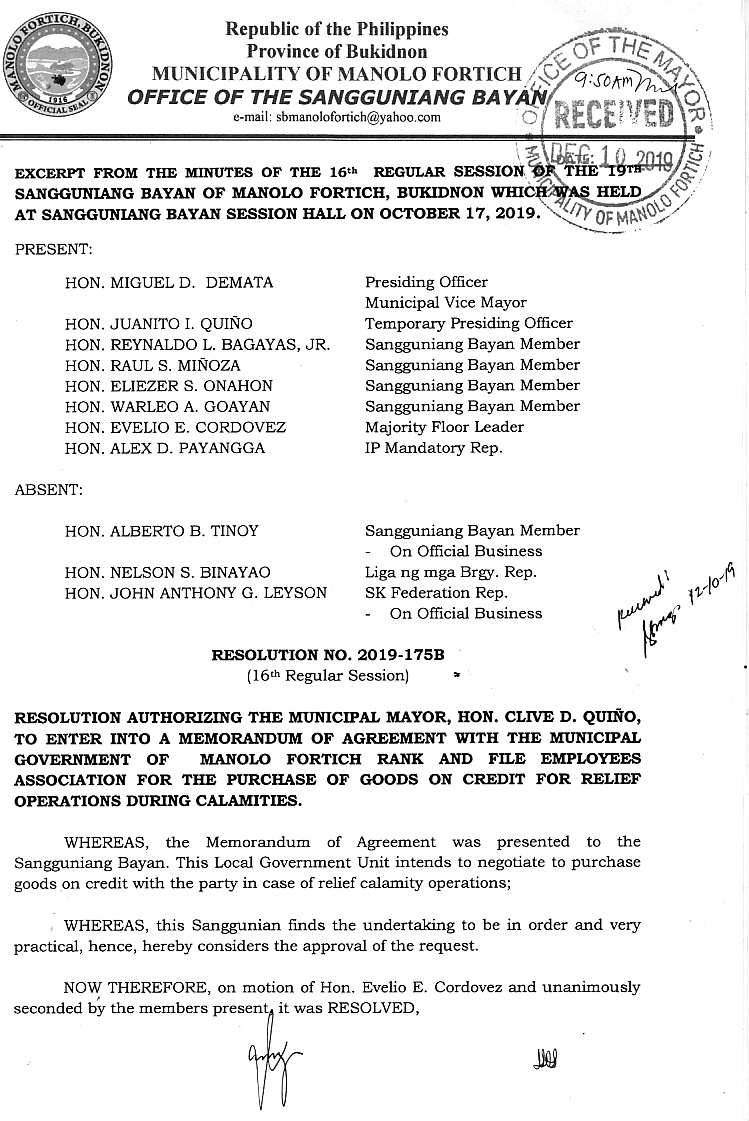 MANOLO FORTICH, BUKIDNON
1916
OFFICIAL SEAL
Republic of the Philippines
Province of Bukidnon
MUNICIPALITY OF MANOLO FORTICH
OFFICE OF THE SANGGUNIANG BAYAN
e-mail: sbmanolofortich@yahoo.com
OFFICE OF THE MAYOR
9:50AM
RECEIVED
DATE: DEC 10 2019
MUNICIPALITY OF MANOLO FORTICH
EXCERPT FROM THE MINUTES OF THE 16th REGULAR SESSION OF THE 19TH
SANGGUNIANG BAYAN OF MANOLO FORTICH, BUKIDNON WHICH WAS HELD
AT SANGGUNIANG BAYAN SESSION HALL ON OCTOBER 17, 2019.
PRESENT:
HON. MIGUEL D. DEMATA Presiding Officer
Municipal Vice Mayor
HON. JUANITO I. QUIÑO Temporary Presiding Officer
HON. REYNALDO L. BAGAYAS, JR. Sangguniang Bayan Member
HON. RAUL S. MIÑOZA Sangguniang Bayan Member
HON. ELIEZER S. ONAHON Sangguniang Bayan Member
HON. WARLEO A. GOAYAN Sangguniang Bayan Member
HON. EVELIO E. CORDOVEZ Majority Floor Leader
HON. ALEX D. PAYANGGA IP Mandatory Rep.
ABSENT:
HON. ALBERTO B. TINOY Sangguniang Bayan Member
- On Official Business
HON. NELSON S. BINAYAO Liga ng mga Brgy. Rep.
HON. JOHN ANTHONY G. LEYSON SK Federation Rep.
- On Official Business
12-10-19
RESOLUTION NO. 2019-175B
(16th Regular Session)
RESOLUTION AUTHORIZING THE MUNICIPAL MAYOR, HON. CLIVE D. QUIÑO,
TO ENTER INTO A MEMORANDUM OF AGREEMENT WITH THE MUNICIPAL
GOVERNMENT OF MANOLO FORTICH RANK AND FILE EMPLOYEES
ASSOCIATION FOR THE PURCHASE OF GOODS ON CREDIT FOR RELIEF
OPERATIONS DURING CALAMITIES.
WHEREAS, the Memorandum of Agreement was presented to the
Sangguniang Bayan. This Local Government Unit intends to negotiate to purchase
goods on credit with the party in case of relief calamity operations;
WHEREAS, this Sanggunian finds the undertaking to be in order and very
practical, hence, hereby considers the approval of the request.
NOW THEREFORE, on motion of Hon. Evelio E. Cordovez and unanimously
seconded by the members present, it was RESOLVED,